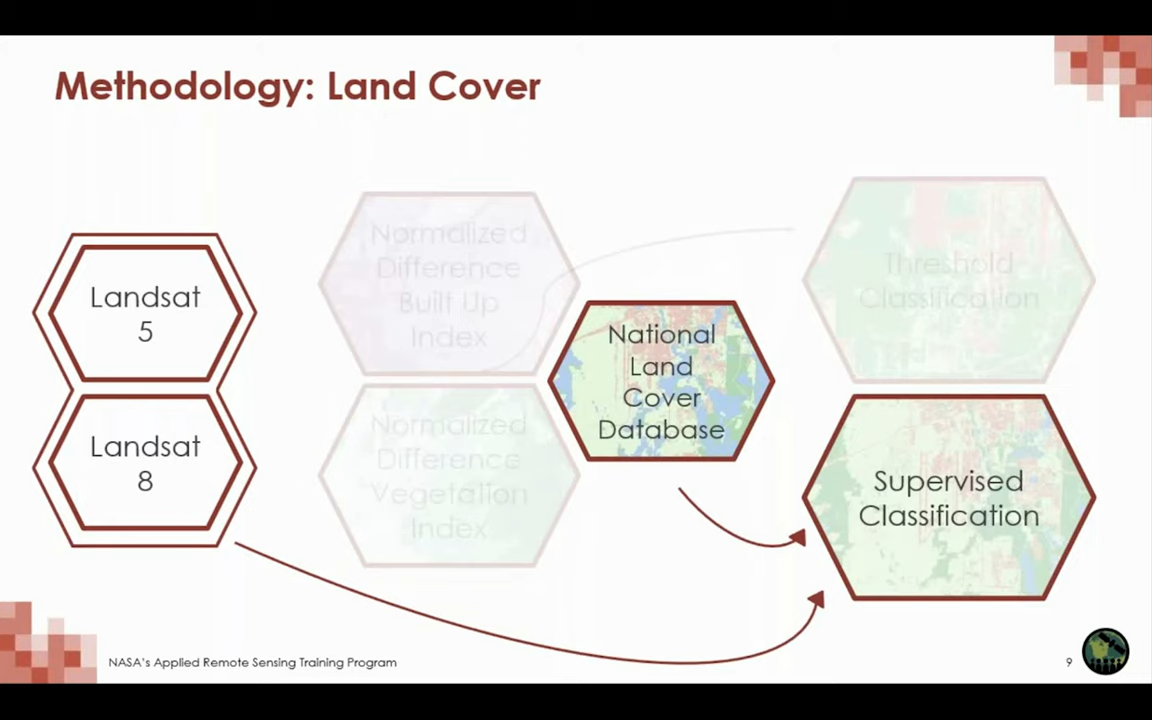 Methodology: Land Cover
Landsat
5
Landsat
8
Normalized
Difference
Built Up
Index
Normalized
Difference
Vegetation
Index
National
Land
Cover
Database
Threshold
Classification
Supervised
Classification
NASA's Applied Remote Sensing Training Program
9